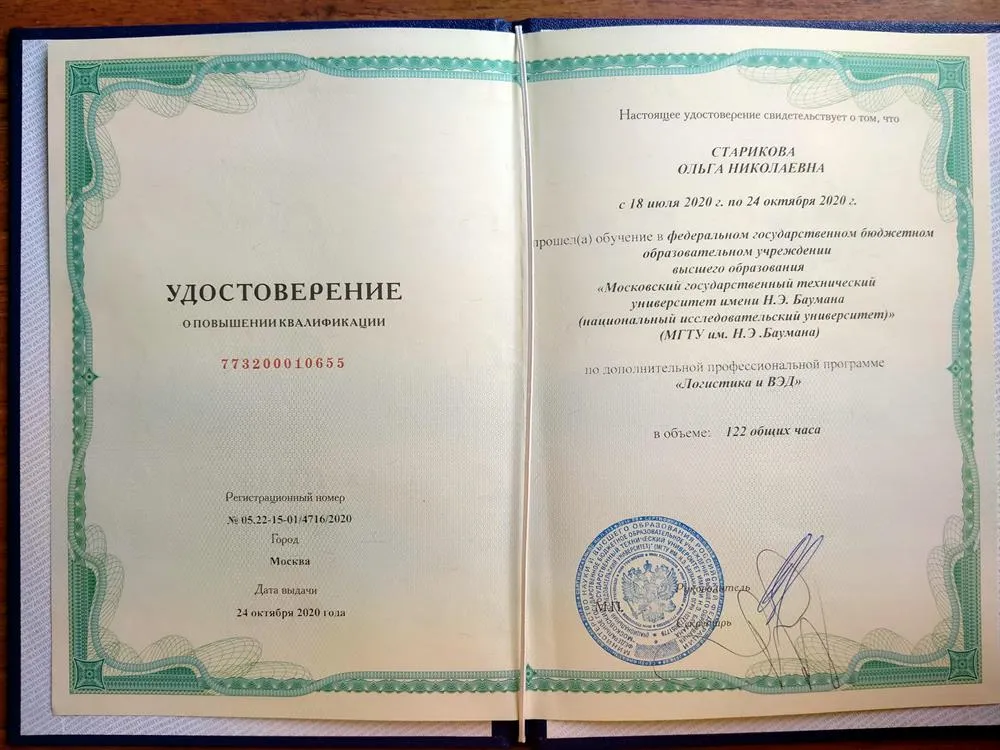 УДОСТОВЕРЕНИЕ
О ПОВЫШЕНИИ КВАЛИФИКАЦИИ
773200010655
Регистрационный номер
№ 05.22-15-01/4716/2020
Город
Москва
Дата выдачи
24 октября 2020 года
Настоящее удостоверение свидетельствует о том, что
СТАРИКОВА
ОЛЬГА НИКОЛАЕВНА
с 18 июля 2020 г. по 24 октября 2020 г.
прошел(а) обучение в федеральном государственном бюджетном
образовательном учреждении
высшего образования
«Московский государственный технический
университет имени Н.Э. Баумана
(национальный исследовательский университет)»
(МГТУ им. Н.Э .Баумана)
по дополнительной профессиональной программе
«Логистика и ВЭД»
в объеме: 122 общих часа
Руководитель
М.П.
Секретарь